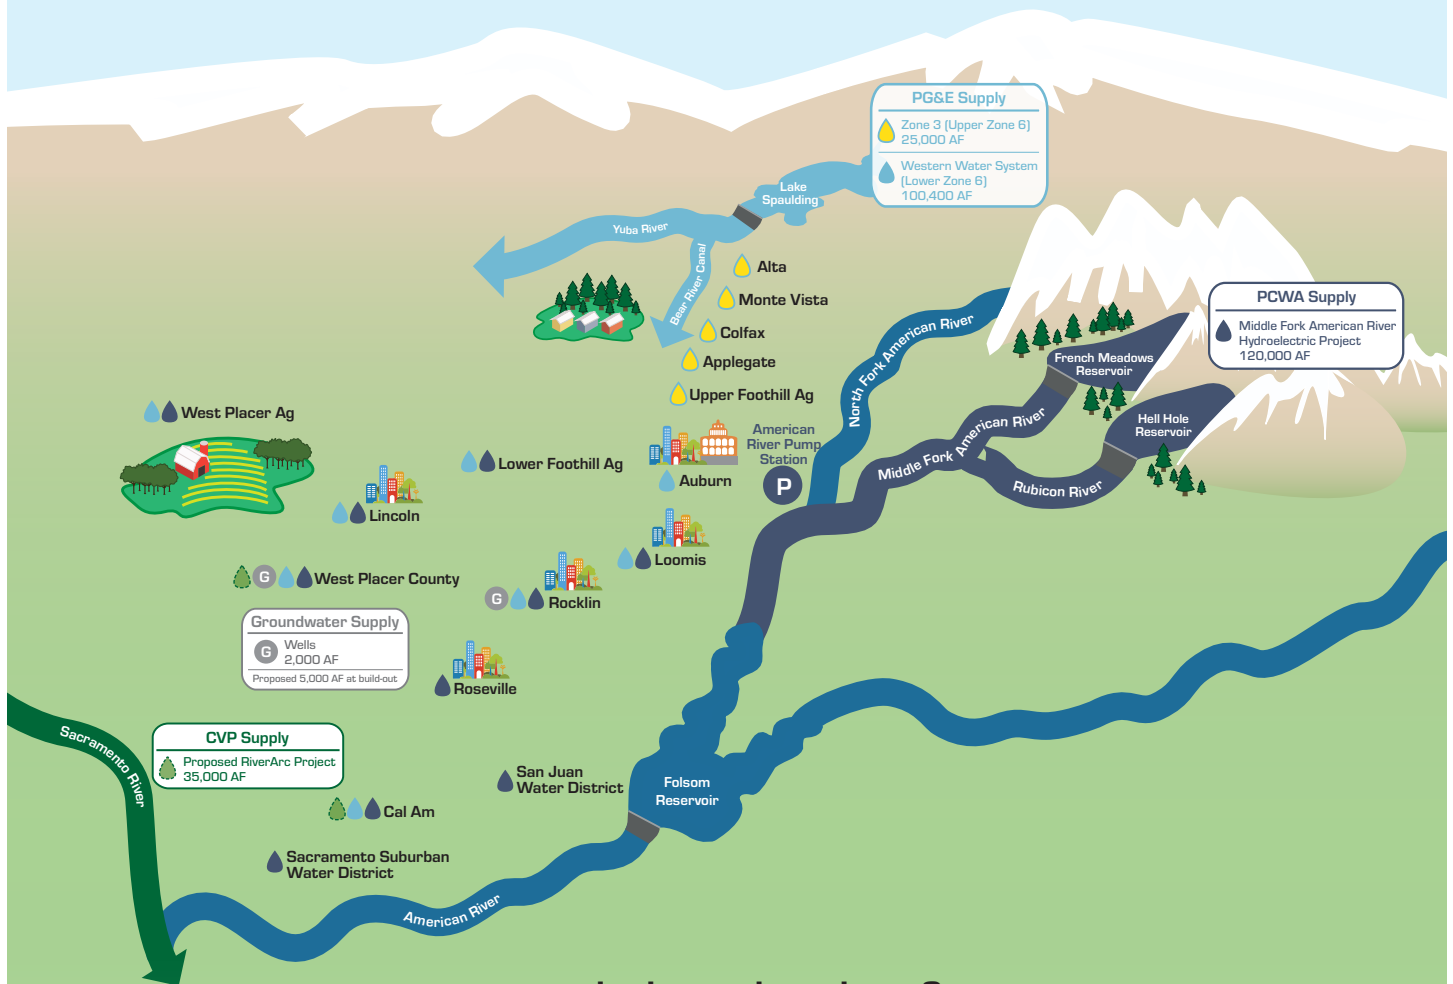 PG&E Supply
Zone 3 (Upper Zone 6)
25,000 AF
Western Water System
(Lower Zone 6)
100,400 AF
Lake
Spaulding
Yuba River
Bear River Canal
Alta
Monte Vista
Colfax
Applegate
Upper Foothill Ag
North Fork American River
PCWA Supply
Middle Fork American River
Hydroelectric Project
120,000 AF
French Meadows
Reservoir
Hell Hole
Reservoir
Middle Fork American River
Rubicon River
American
River Pump
Station
P
West Placer Ag
Lower Foothill Ag
Auburn
Lincoln
Loomis
G
West Placer County
G
Rocklin
Groundwater Supply
G
Wells
2,000 AF
Proposed 5,000 AF at build-out
Roseville
Sacramento River
CVP Supply
Proposed RiverArc Project
35,000 AF
San Juan
Water District
Folsom
Reservoir
Cal Am
Sacramento Suburban
Water District
American River